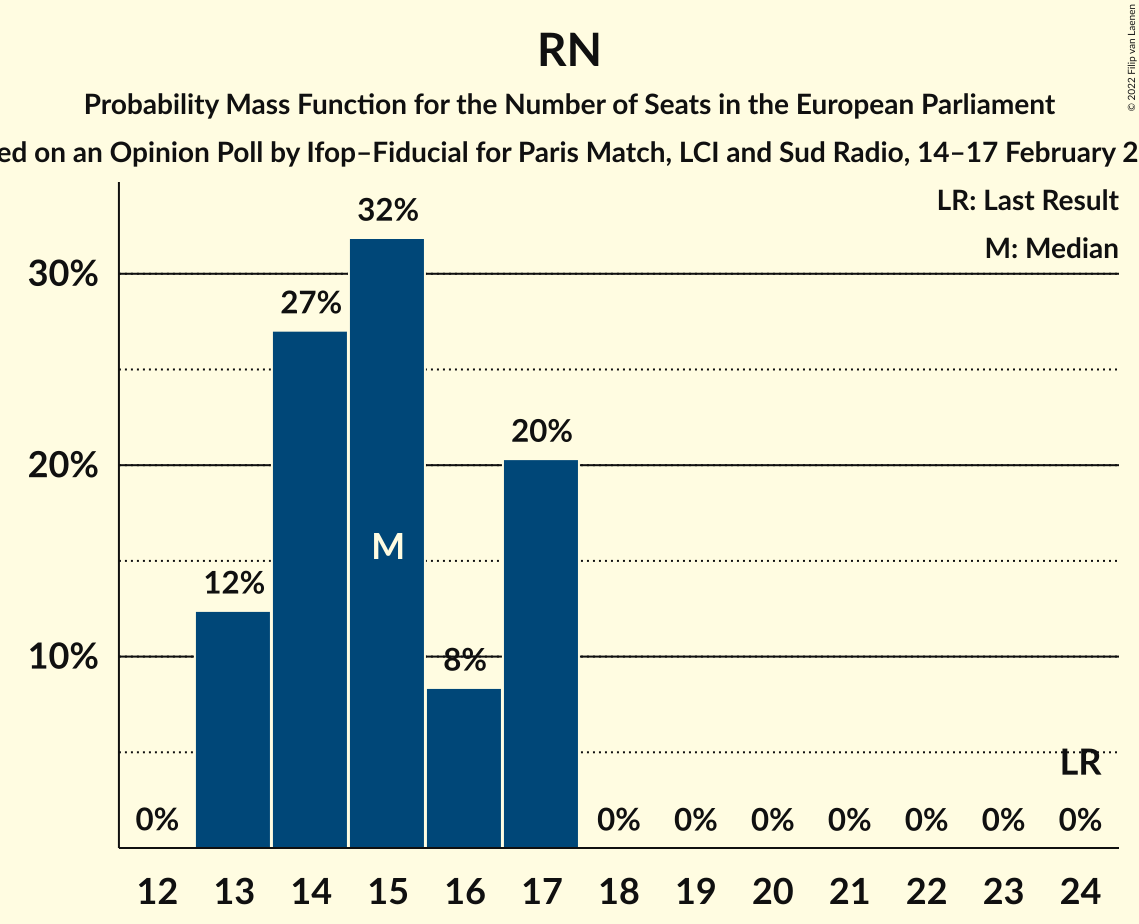 RN
Probability Mass Function for the Number of Seats in the European Parliament
ed on an Opinion Poll by Ifop–Fiducial for Paris Match, LCI and Sud Radio, 14–17 February 2
© 2022 Filip van Laenen
LR: Last Result
M: Median
30%
20%
10%
0%
12%
27%
32%
8%
20%
0%
0%
0%
0%
0%
0%
0%
M
LR
12 13 14 15 16 17 18 19 20 21 22 23 24